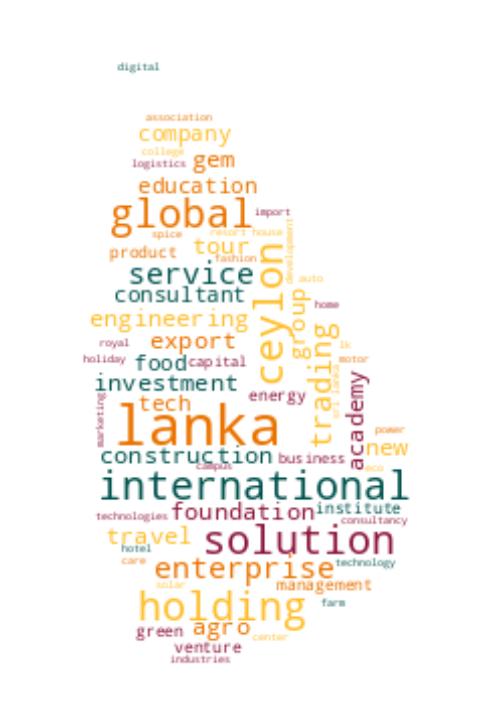 digital
association
company
college
logistics gem
education
global import
spice resort house
product tour
fashion
development
service ceylon auto
consultant group
home
engineering trading
export
royal lk
holiday food capital motor
sri lanka
investment academy
energy
tech marketing
lanka power
new
construction business
campus eco
international
technologies foundation institute
consultancy
travel solution
hotel
care enterprise technology
solar management
holding farm
green agro center
venture
industries